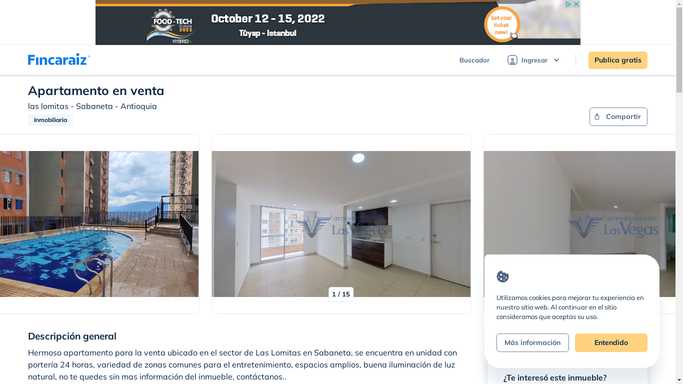 FOOD-TECH
October 12 - 15, 2022
Tüyap - Istanbul
Get your
ticket
now!
Fincaraiz
Buscador
Ingresar
Publica gratis
Apartamento en venta
las lomitas - Sabaneta - Antioquia
Inmobiliaria
Compartir
Las Vegas
Las Vegas
1 / 15
Utilizamos cookies para mejorar tu experiencia en
nuestro sitio web. Al continuar en el sitio
consideramos que aceptas su uso.
Más información
Entendido
Descripción general
Hermoso apartamento para la venta ubicado en el sector de Las Lomitas en Sabaneta, se encuentra en unidad con
portería 24 horas, variedad de zonas comunes para el entretenimiento, espacios amplios, buena iluminación de luz
natural, no te quedes sin mas información del inmueble, contáctanos..
¿Te interesó este inmueble?